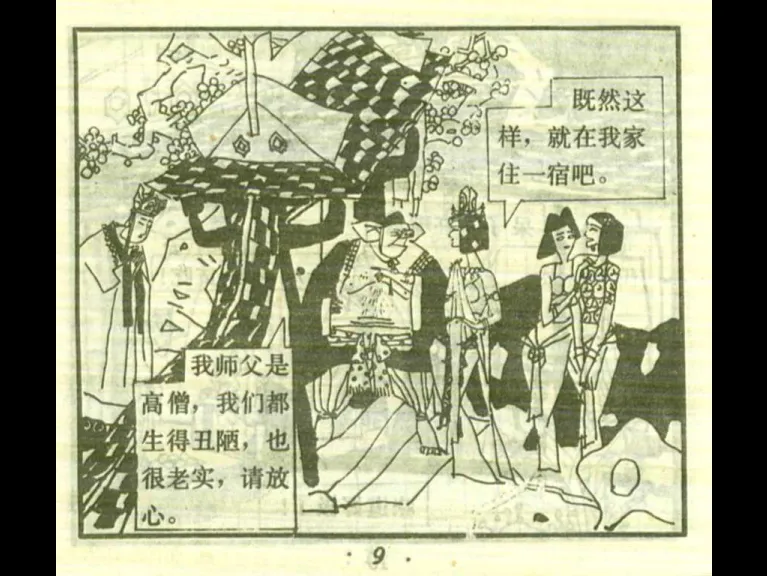 既然这
样，就在我家
住一宿吧。
我师父是
高僧，我们都
生得丑陋，也
很老实，请放
心。
· 9 ·